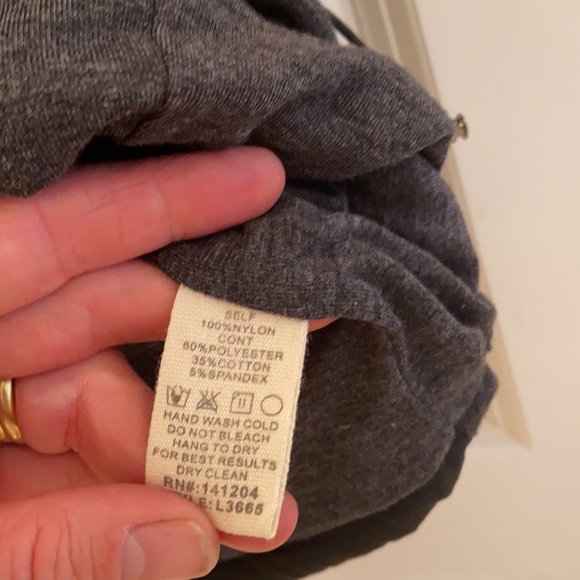 SELF
100%NYLON
CONT
60%POLYESTER
35%COTTON
5%SPANDEX
HAND WASH COLD
DO NOT BLEACH
HANG TO DRY
FOR BEST RESULTS
DRY CLEAN
RN#:141204
STYLE:L3665